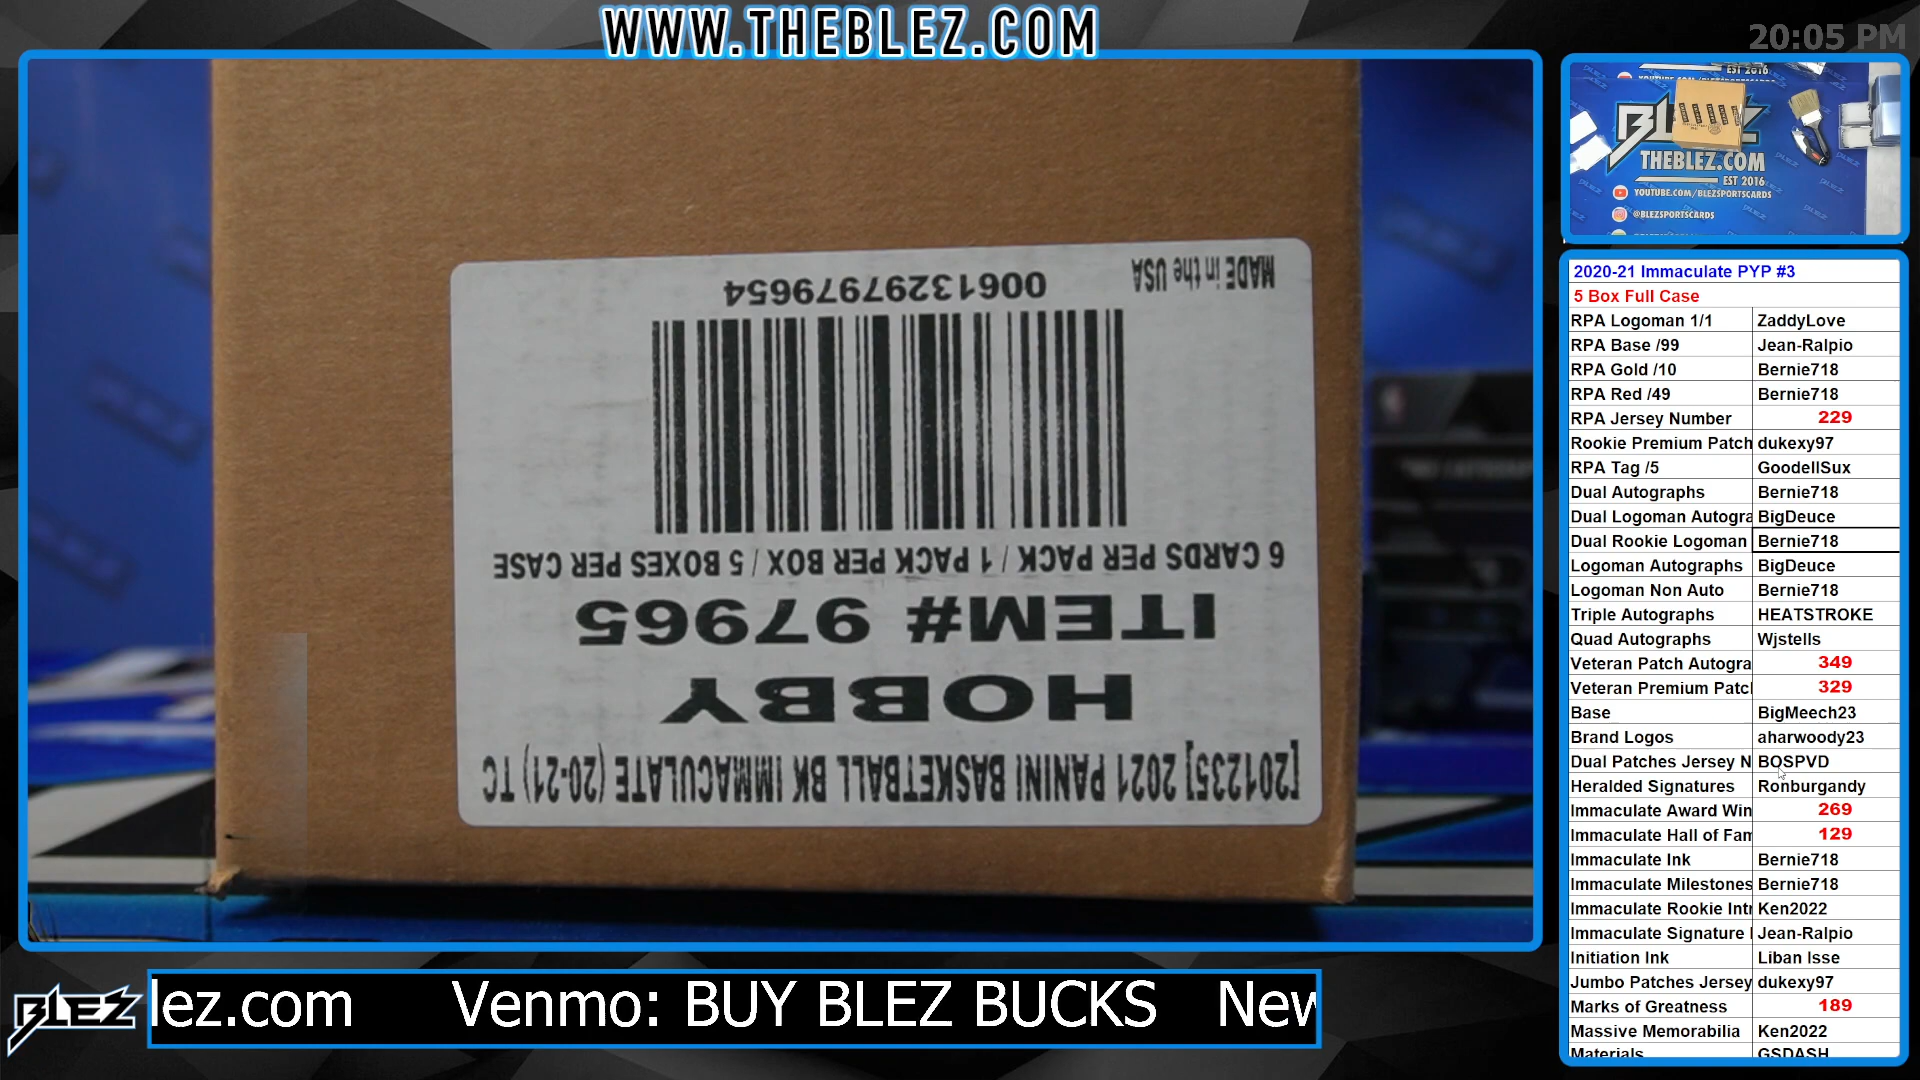 WWW.THEBLEZ.COM
20:05 PM
MADE in the USA
00613297979654
6 CARDS PER PACK / 1 PACK PER BOX / 5 BOXES PER CASE
ITEM# 97965
HOBBY
[201235] 2021 PANINI BASKETBALL BK IMMACULATE (20-21) TC
EST 2016
BLEZ
THEBLEZ.COM
EST 2016
YOUTUBE.COM/BLEZSPORTSCARDS
@BLEZSPORTSCARDS
2020-21 Immaculate PYP #3
5 Box Full Case
RPA Logoman 1/1 ZaddyLove
RPA Base /99 Jean-Ralpio
RPA Gold /10 Bernie718
RPA Red /49 Bernie718
RPA Jersey Number 229
Rookie Premium Patch dukexy97
RPA Tag /5 GoodellSux
Dual Autographs Bernie718
Dual Logoman Autogra BigDeuce
Dual Rookie Logoman Bernie718
Logoman Autographs BigDeuce
Logoman Non Auto Bernie718
Triple Autographs HEATSTROKE
Quad Autographs Wjstells
Veteran Patch Autogra 349
Veteran Premium Patc 329
Base BigMeech23
Brand Logos aharwoody23
Dual Patches Jersey N BOSPVD
Heralded Signatures Ronburgandy
Immaculate Award Win 269
Immaculate Hall of Fam 129
Immaculate Ink Bernie718
Immaculate Milestones Bernie718
Immaculate Rookie Intr Ken2022
Immaculate Signature Jean-Ralpio
Initiation Ink Liban Isse
Jumbo Patches Jersey dukexy97
Marks of Greatness 189
Massive Memorabilia Ken2022
Materials GSDASH
BLEZ
lez.com Venmo: BUY BLEZ BUCKS New